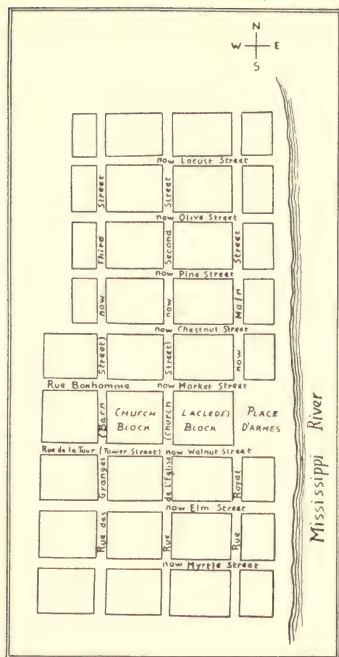 N
W E
S
now Locust Street
now Olive Street
now Pine Street
now Chestnut Street
Rue Bonhomme now Market Street
CHURCH BLOCK
LACLEDE'S BLOCK
PLACE D'ARMES
Rue de la Tour (Tower Street) now Walnut Street
now Elm Street
now Myrtle Street
Rue des Granges (Barn Street) now Third Street
Rue de l'Eglise (Church Street) now Second Street
Rue Royal now Main Street
Mississippi River